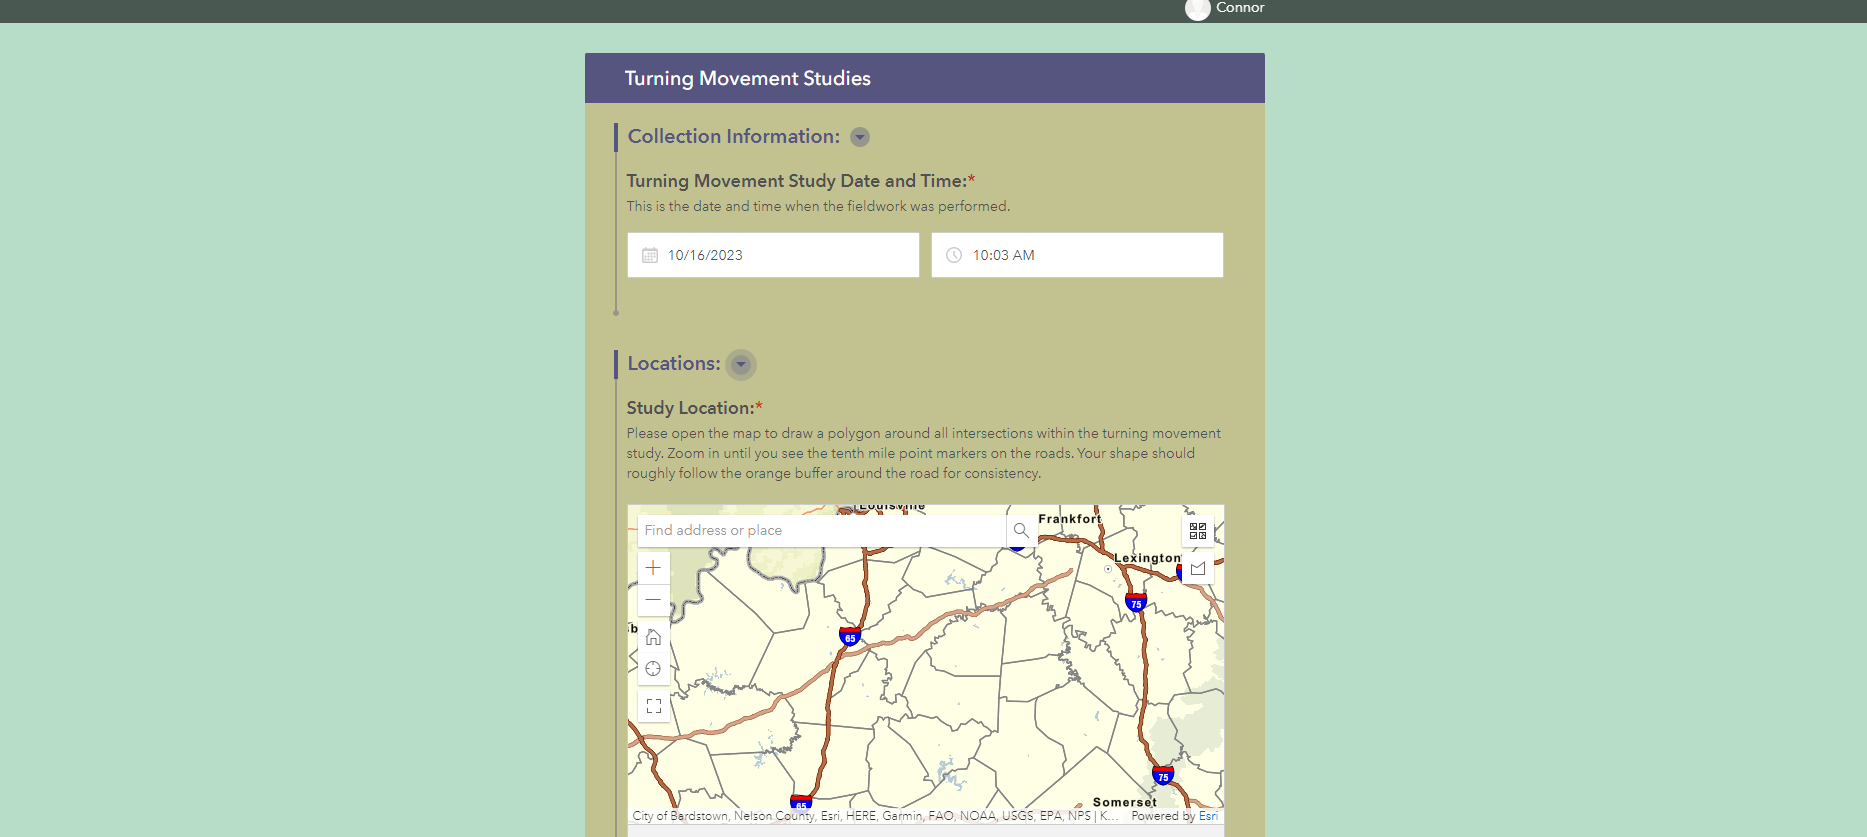 Connor
Turning Movement Studies
Collection Information:
Turning Movement Study Date and Time:*
This is the date and time when the fieldwork was performed.
10/16/2023
10:03 AM
Locations:
Study Location:*
Please open the map to draw a polygon around all intersections within the turning movement
study. Zoom in until you see the tenth mile point markers on the roads. Your shape should
roughly follow the orange buffer around the road for consistency.
Louisville
Find address or place
Frankfort
Lexington
75
65
75
65
Somerset
City of Bardstown, Nelson County, Esri, HERE, Garmin, FAO, NOAA, USGS, EPA, NPS | K...
Powered by Esri